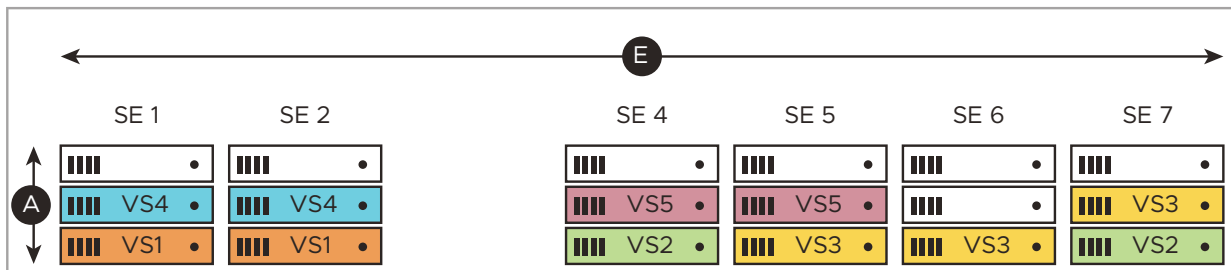 E
SE 1 SE 2 SE 4 SE 5 SE 6 SE 7
A
VS4 VS4 VS5 VS5 VS3
VS1 VS1 VS2 VS3 VS3 VS2